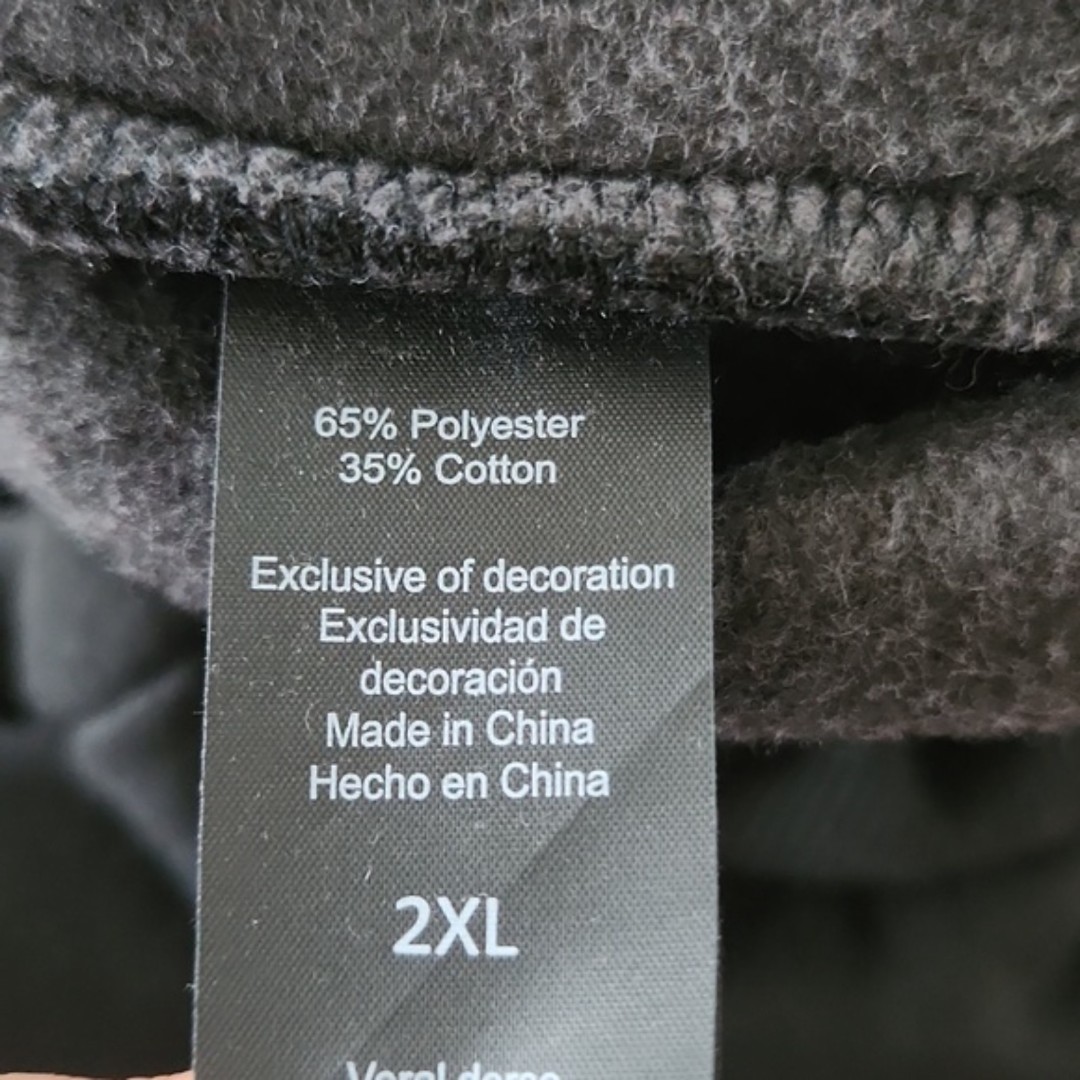 65% Polyester
35% Cotton
Exclusive of decoration
Exclusividad de
decoración
Made in China
Hecho en China
2XL